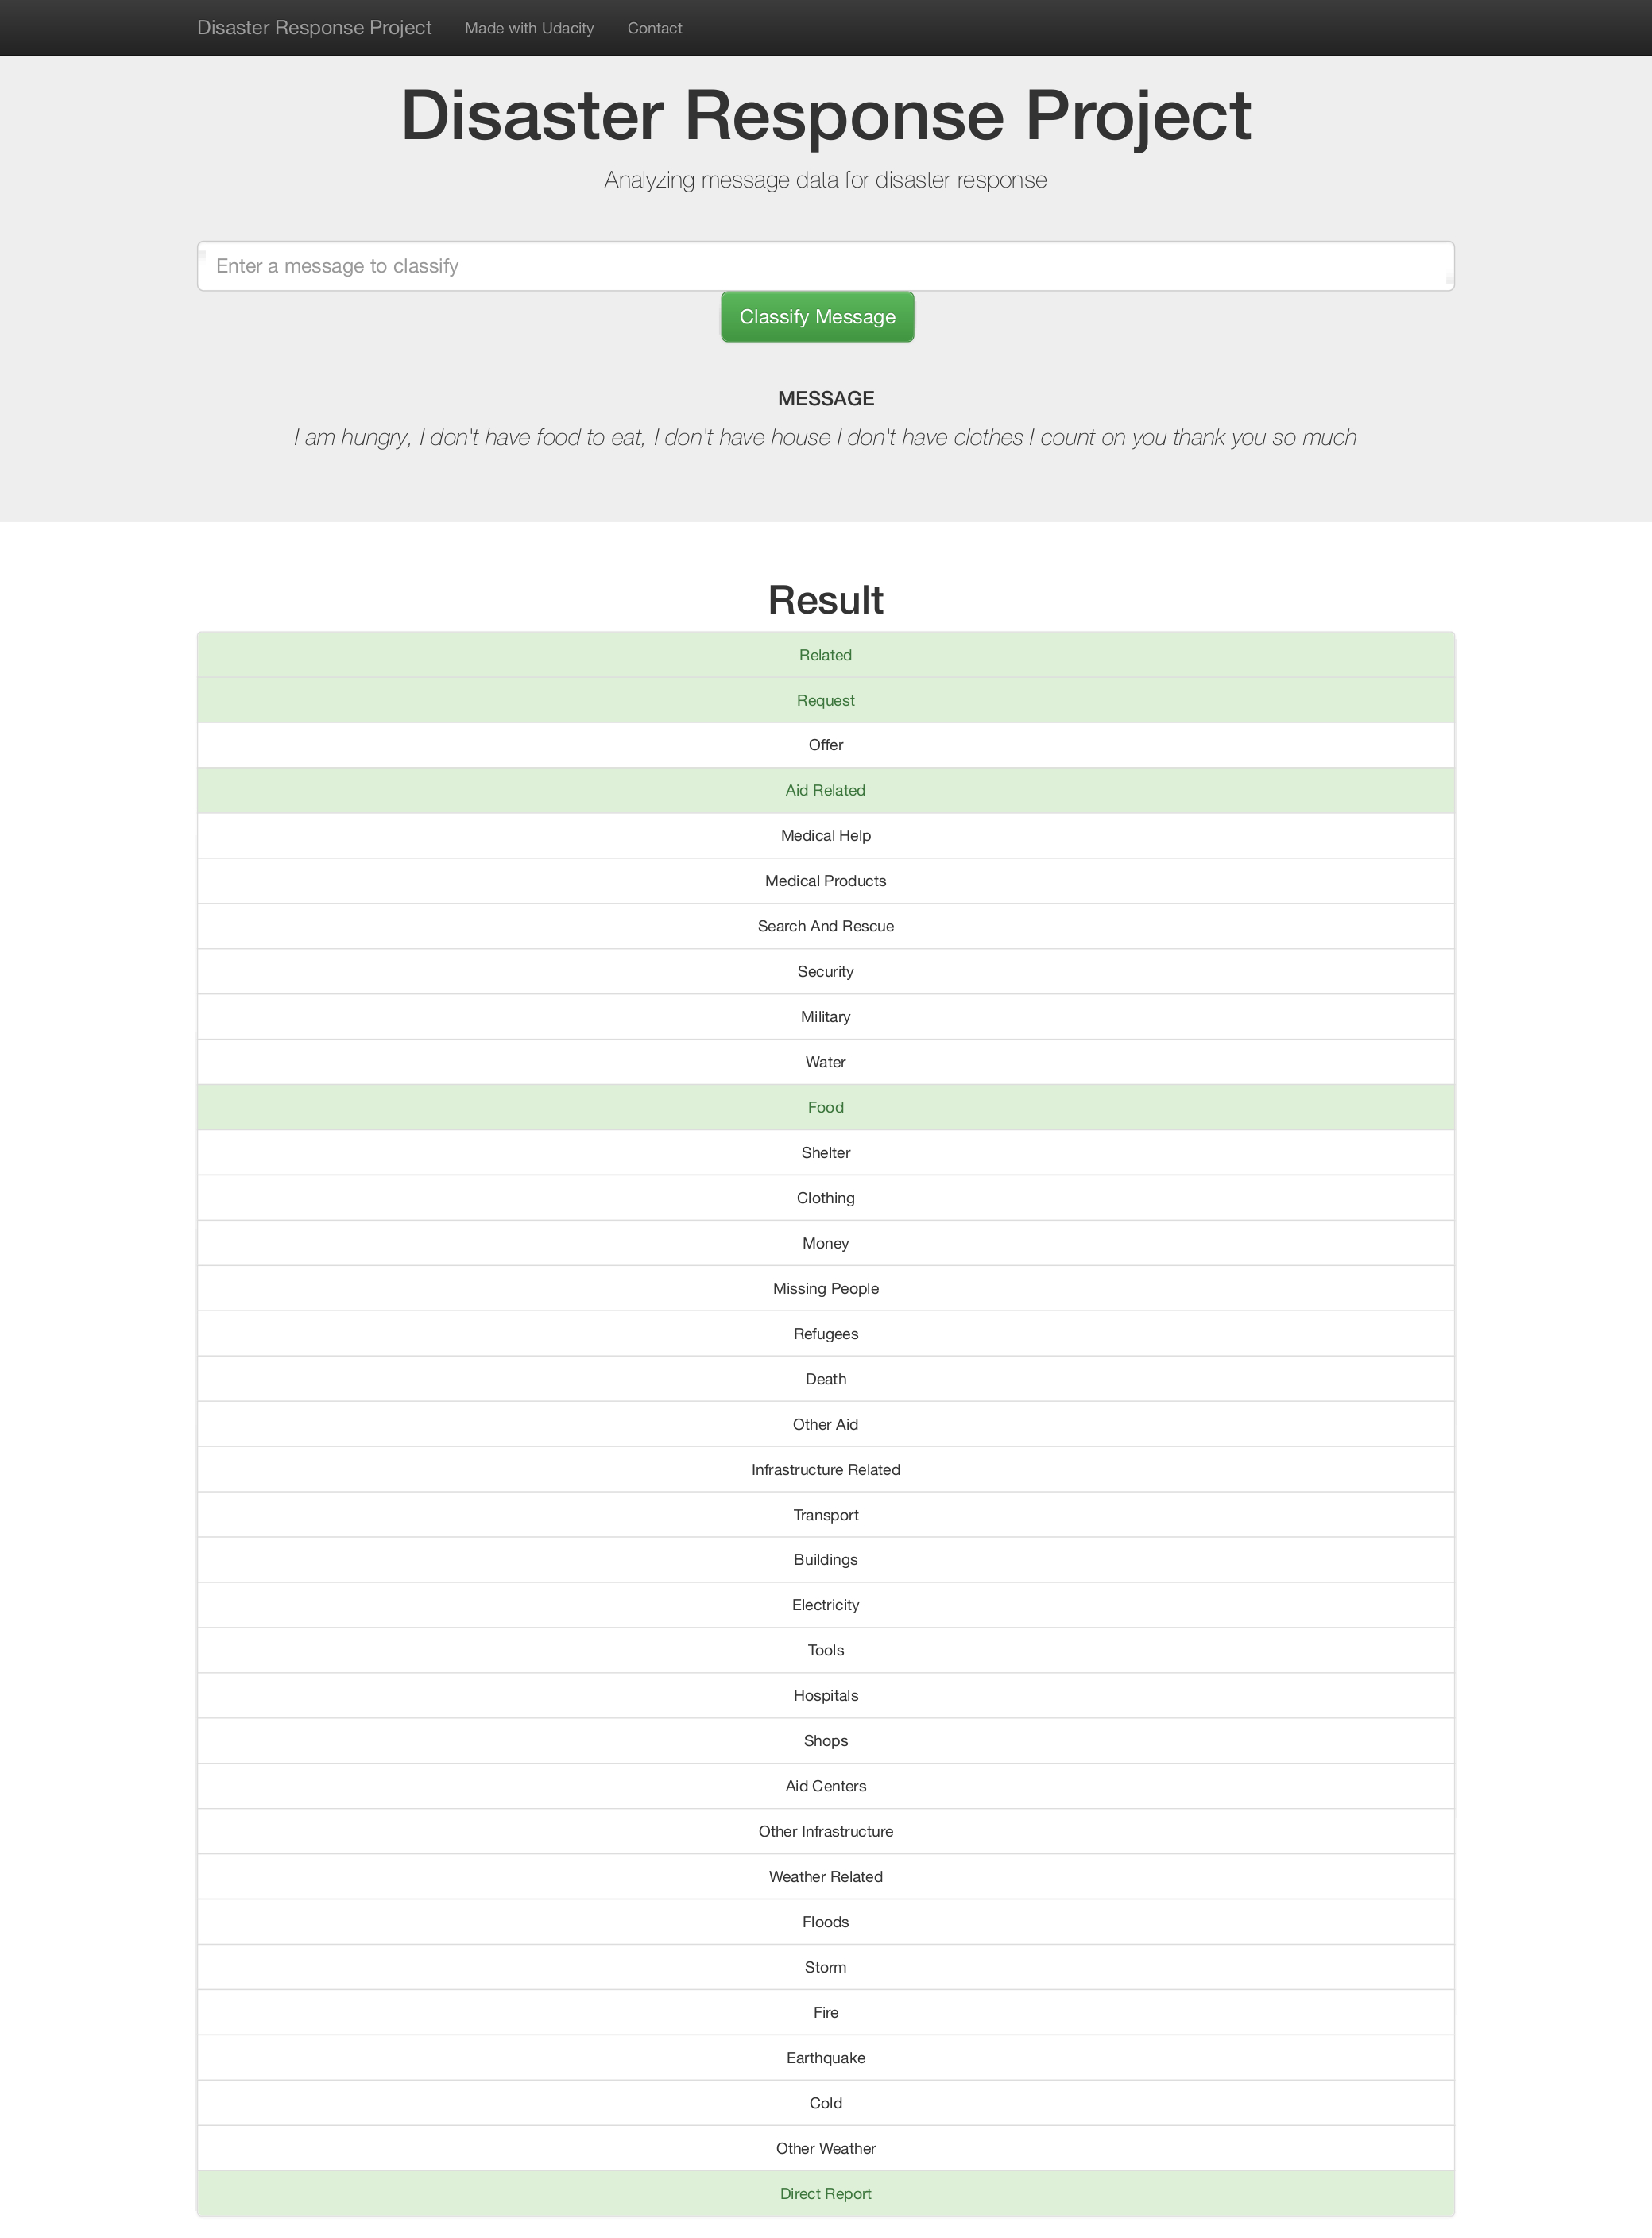 Disaster Response Project Made with Udacity Contact
Disaster Response Project
Analyzing message data for disaster response
Enter a message to classify
Classify Message
MESSAGE
I am hungry, I don't have food to eat, I don't have house I don't have clothes I count on you thank you so much
Result
Related
Request
Offer
Aid Related
Medical Help
Medical Products
Search And Rescue
Security
Military
Water
Food
Shelter
Clothing
Money
Missing People
Refugees
Death
Other Aid
Infrastructure Related
Transport
Buildings
Electricity
Tools
Hospitals
Shops
Aid Centers
Other Infrastructure
Weather Related
Floods
Storm
Fire
Earthquake
Cold
Other Weather
Direct Report